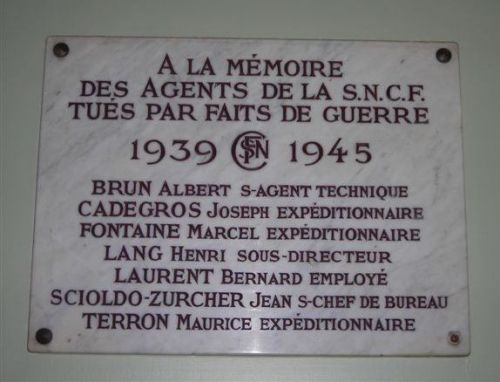 A LA MÉMOIRE
DES AGENTS DE LA S.N.C.F.
TUÉS PAR FAITS DE GUERRE
1939 SNCF 1945
BRUN ALBERT S-AGENT TECHNIQUE
CADEGROS JOSEPH EXPÉDITIONNAIRE
FONTAINE MARCEL EXPÉDITIONNAIRE
LANG HENRI SOUS-DIRECTEUR
LAURENT BERNARD EMPLOYÉ
SCIOLDO-ZURCHER JEAN S-CHEF DE BUREAU
TERRON MAURICE EXPÉDITIONNAIRE